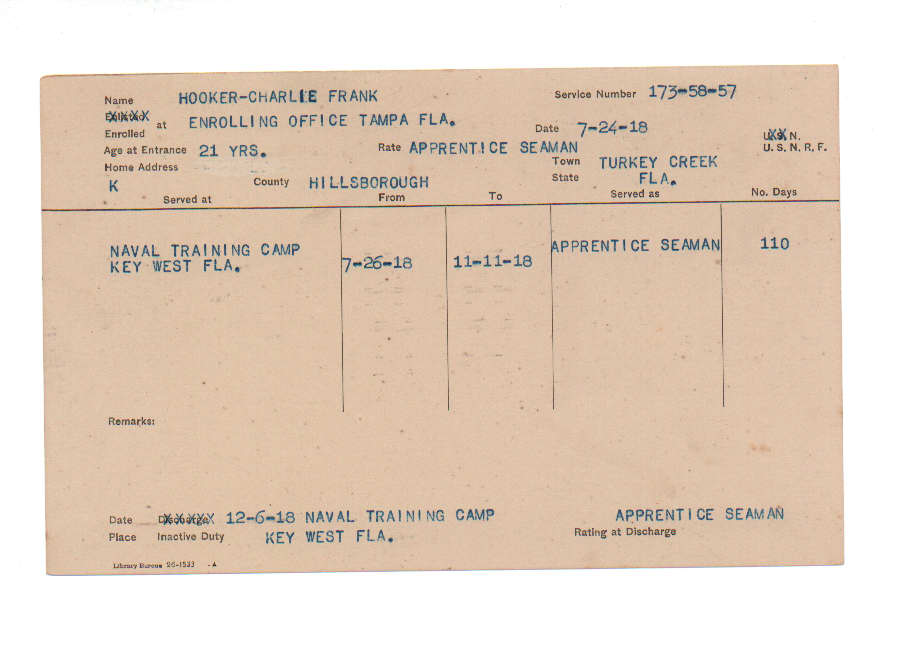 Name HOOKER-CHARLIE FRANK Service Number 173-58-57
Enlisted
Enrolled at ENROLLING OFFICE TAMPA FLA. Date 7-24-18 U.S.N.
Age at Entrance 21 YRS. Rate APPRENTICE SEAMAN U. S. N. R. F.
Home Address Town TURKEY CREEK
K County HILLSBOROUGH State FLA.
Served at From To Served as No. Days
NAVAL TRAINING CAMP APPRENTICE SEAMAN 110
KEY WEST FLA. 7-26-18 11-11-18
Remarks:
Date Discharge 12-6-18 NAVAL TRAINING CAMP APPRENTICE SEAMAN
Place Inactive Duty KEY WEST FLA. Rating at Discharge
Library Bureau 26-1533 A